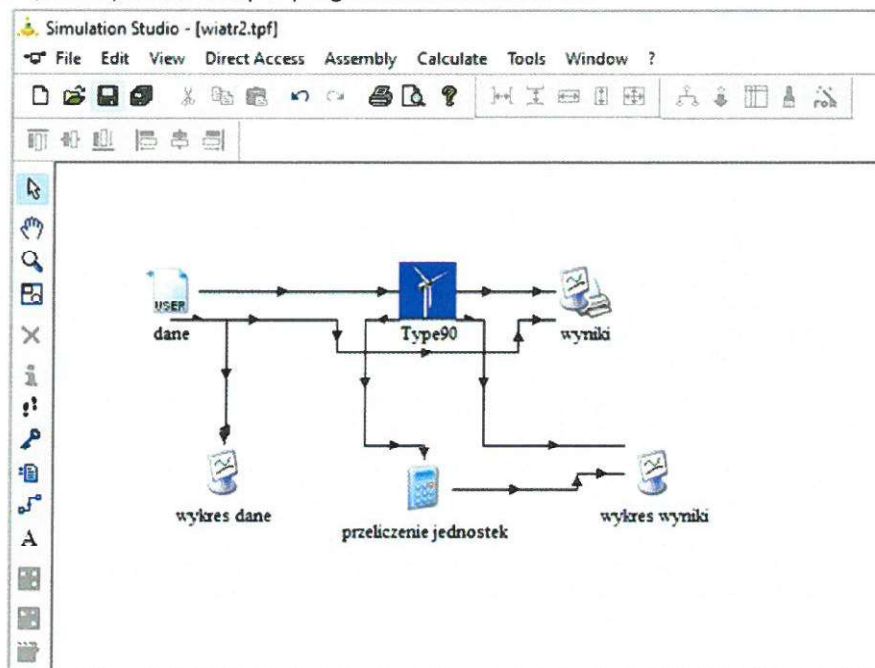 Simulation Studio - [wiatr2.tpf]
File Edit View Direct Access Assembly Calculate Tools Window ?
USER
dane
Type90
wyniki
wykres dane
przeliczenie jednostek
wykres wyniki
A